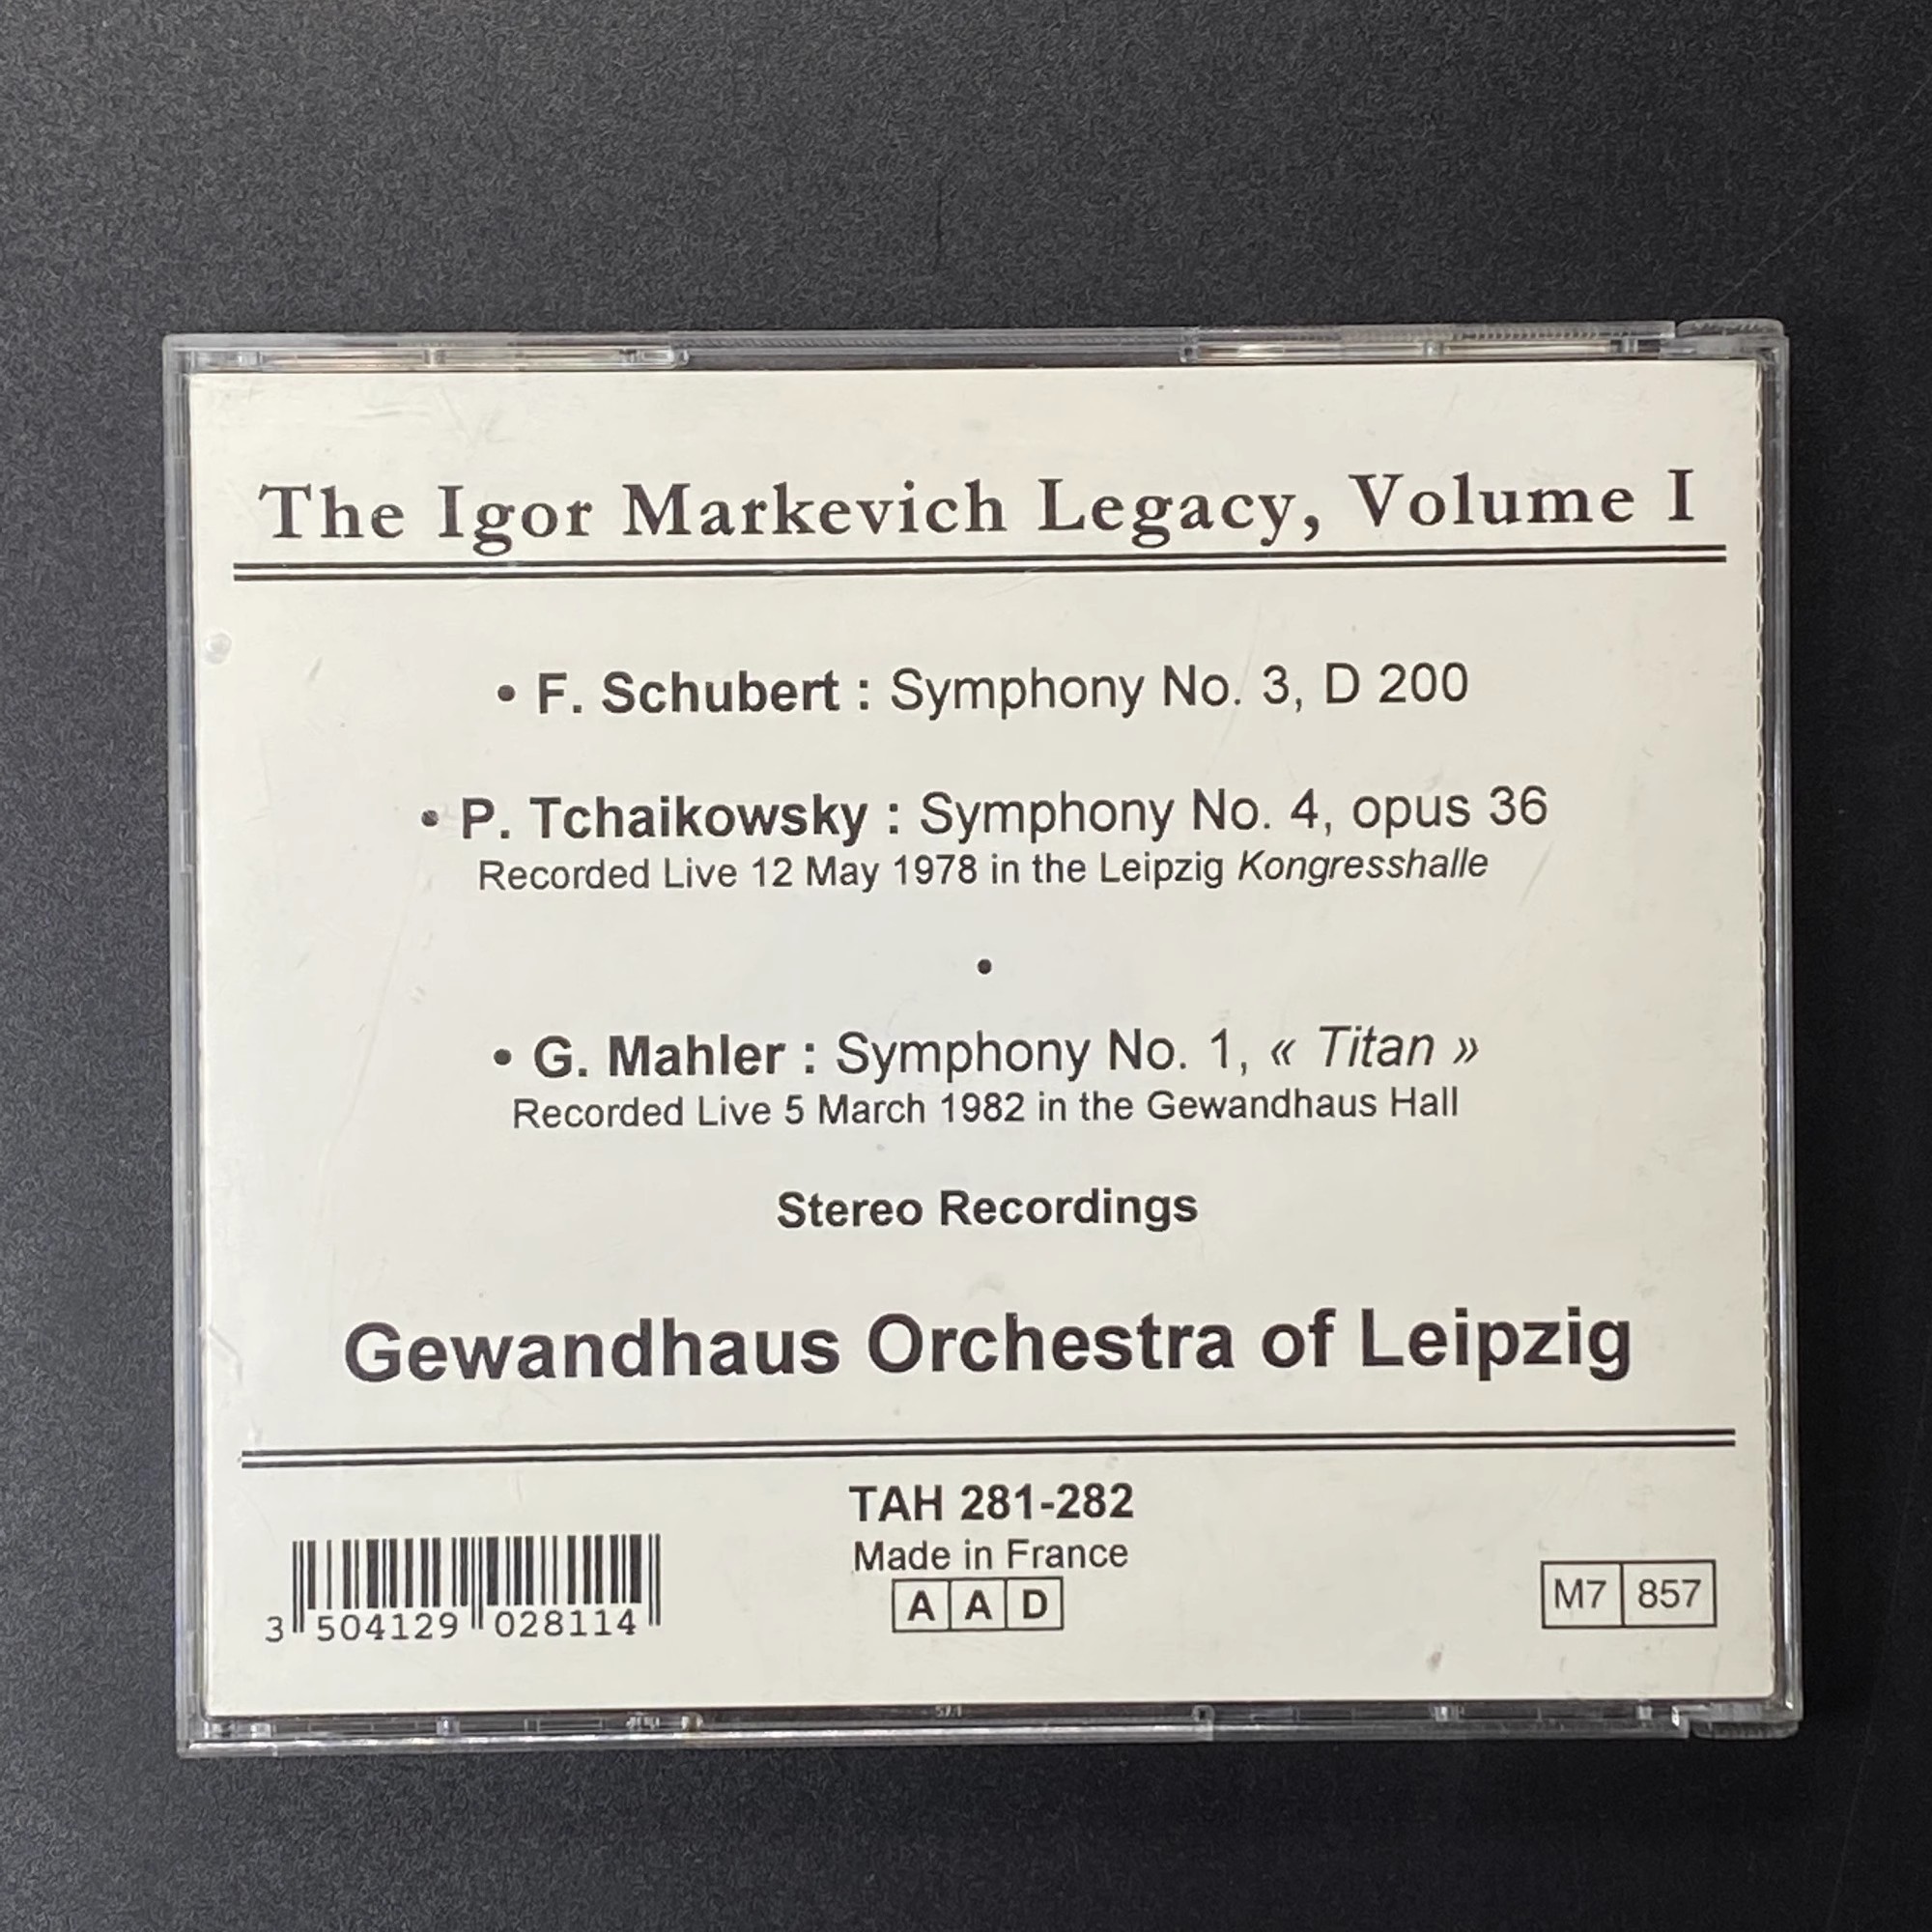 The Igor Markevich Legacy, Volume I
• F. Schubert : Symphony No. 3, D 200
• P. Tchaikowsky : Symphony No. 4, opus 36
Recorded Live 12 May 1978 in the Leipzig Kongresshalle
•
• G. Mahler : Symphony No. 1, « Titan »
Recorded Live 5 March 1982 in the Gewandhaus Hall
Stereo Recordings
Gewandhaus Orchestra of Leipzig
TAH 281-282
Made in France
A A D
3 504129 028114
M7 857